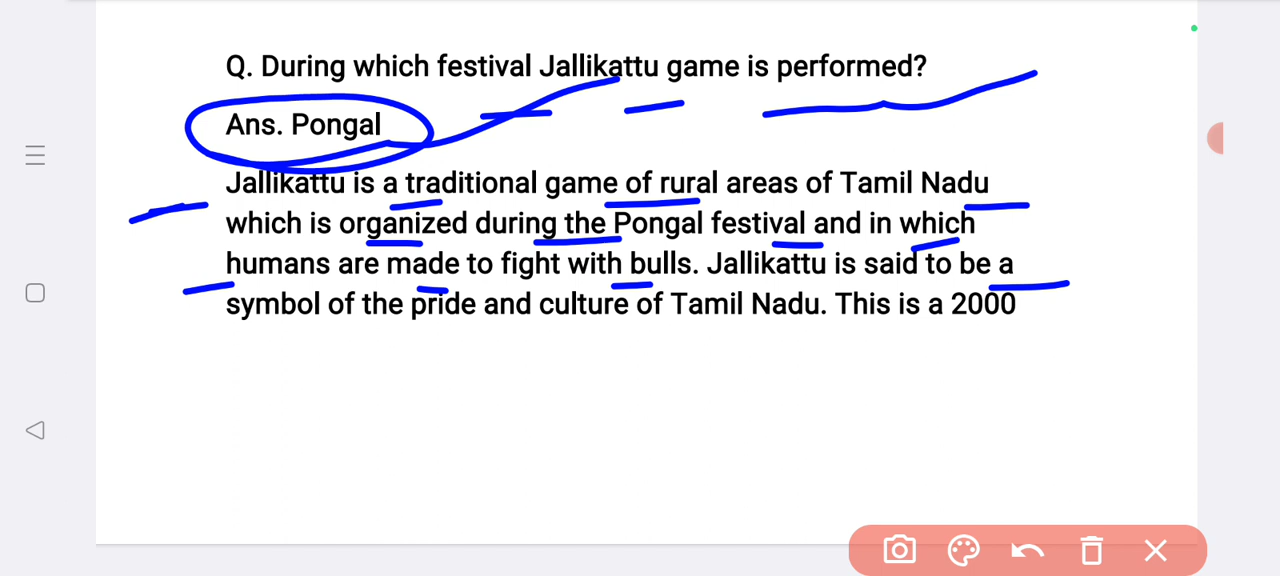 Q. During which festival Jallikattu game is performed?
Ans. Pongal
Jallikattu is a traditional game of rural areas of Tamil Nadu
which is organized during the Pongal festival and in which
humans are made to fight with bulls. Jallikattu is said to be a
symbol of the pride and culture of Tamil Nadu. This is a 2000